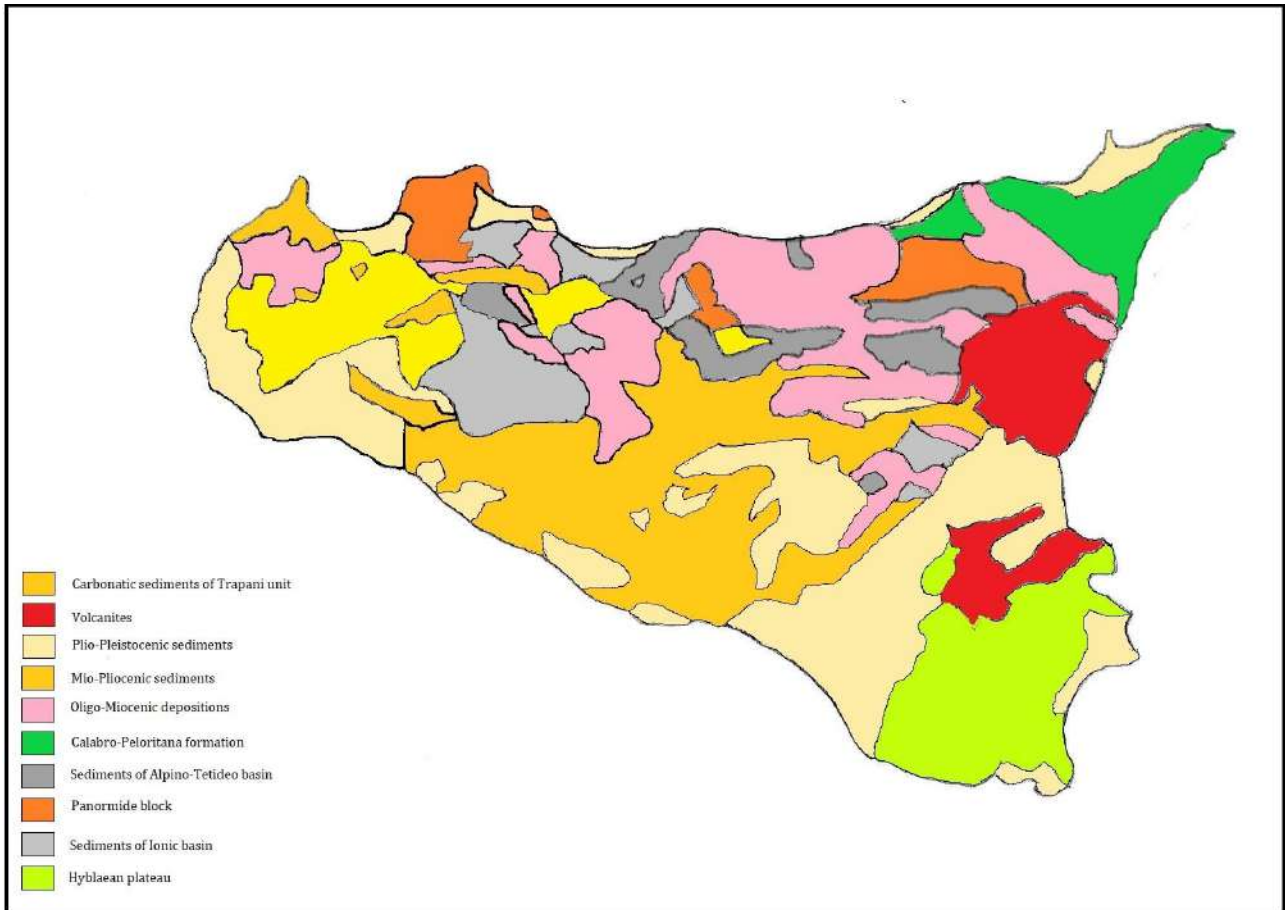 Carbonatic sediments of Trapani unit
Volcanites
Plio-Pleistocenic sediments
Mio-Pliocenic sediments
Oligo-Miocenic depositions
Calabro-Peloritana formation
Sediments of Alpino-Tetideo basin
Panormide block
Sediments of Ionic basin
Hyblaean plateau